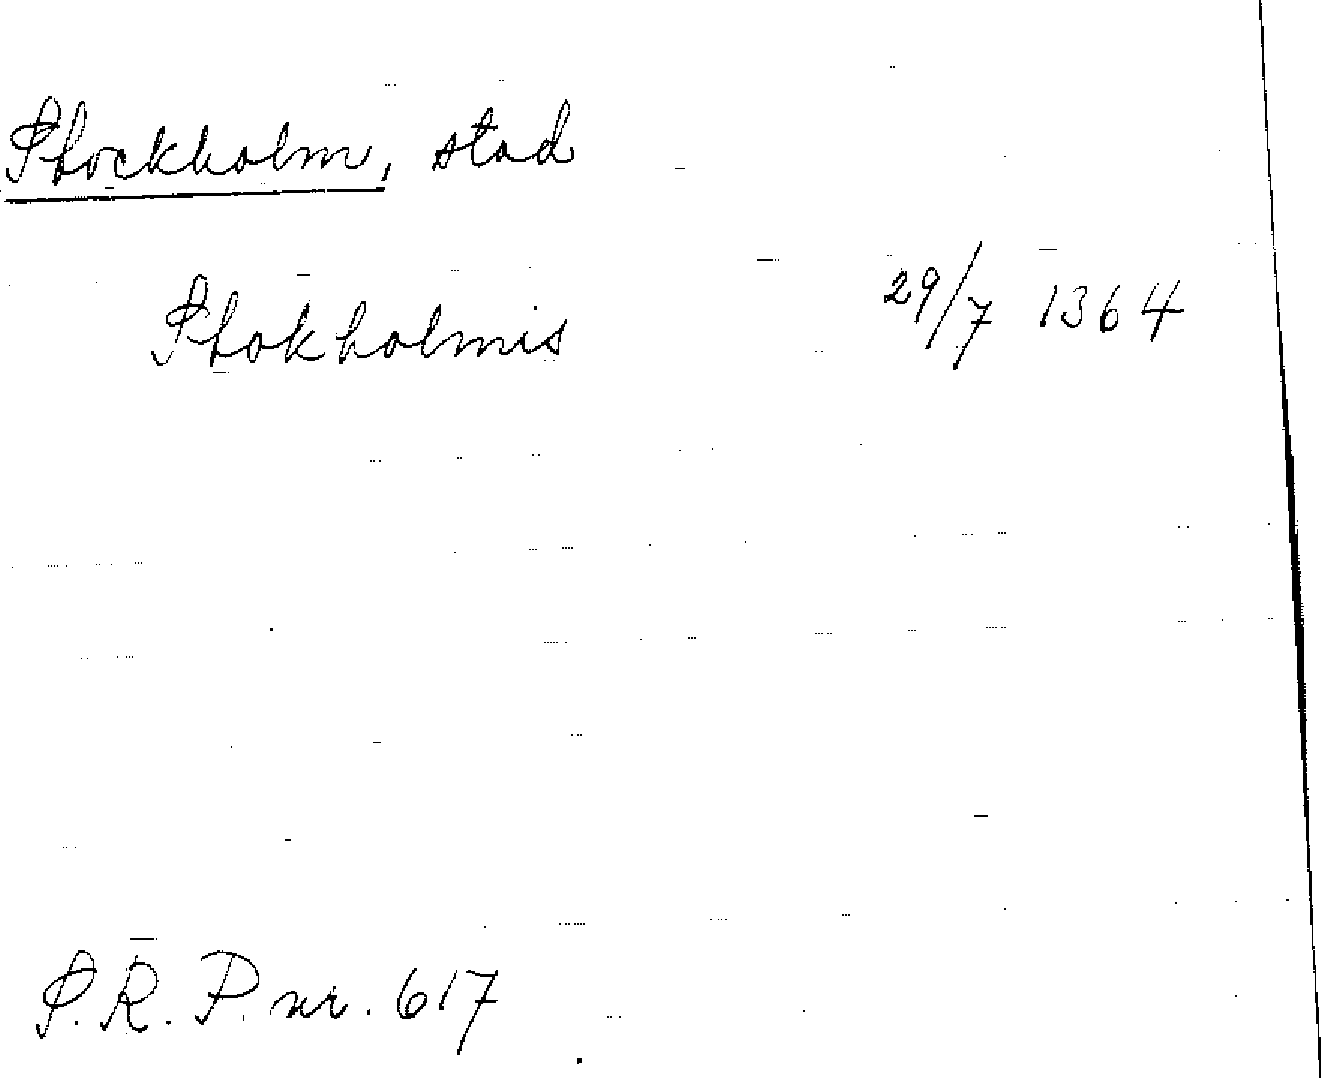 Stockholm, stad
Stokholmis 29/7 1364
S.R.P. nr. 617